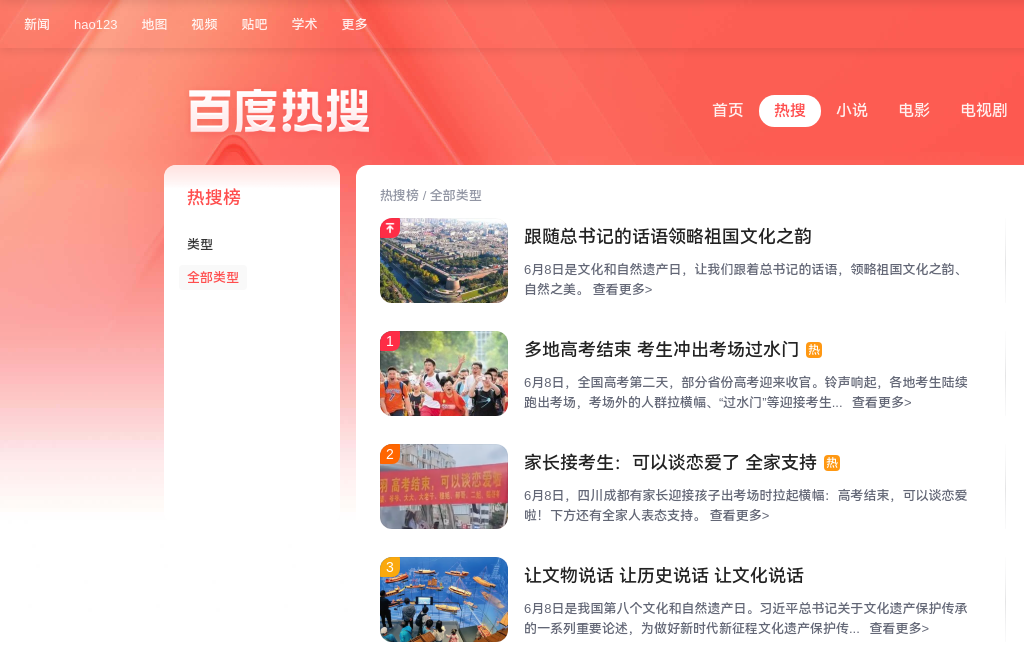 新闻 hao123 地图 视频 贴吧 学术 更多
百度热搜
首页 热搜 小说 电影 电视剧
热搜榜
类型
全部类型
热搜榜 / 全部类型
跟随总书记的话语领略祖国文化之韵
6月8日是文化和自然遗产日，让我们跟着总书记的话语，领略祖国文化之韵、
自然之美。 查看更多>
1
多地高考结束 考生冲出考场过水门 热
6月8日，全国高考第二天，部分省份高考迎来收官。铃声响起，各地考生陆续
跑出考场，考场外的人群拉横幅、“过水门”等迎接考生... 查看更多>
2
高考结束，可以谈恋爱啦
家长接考生：可以谈恋爱了 全家支持 热
6月8日，四川成都有家长迎接孩子出考场时拉起横幅：高考结束，可以谈恋爱
啦！下方还有全家人表态支持。 查看更多>
3
让文物说话 让历史说话 让文化说话
6月8日是我国第八个文化和自然遗产日。习近平总书记关于文化遗产保护传承
的一系列重要论述，为做好新时代新征程文化遗产保护传... 查看更多>